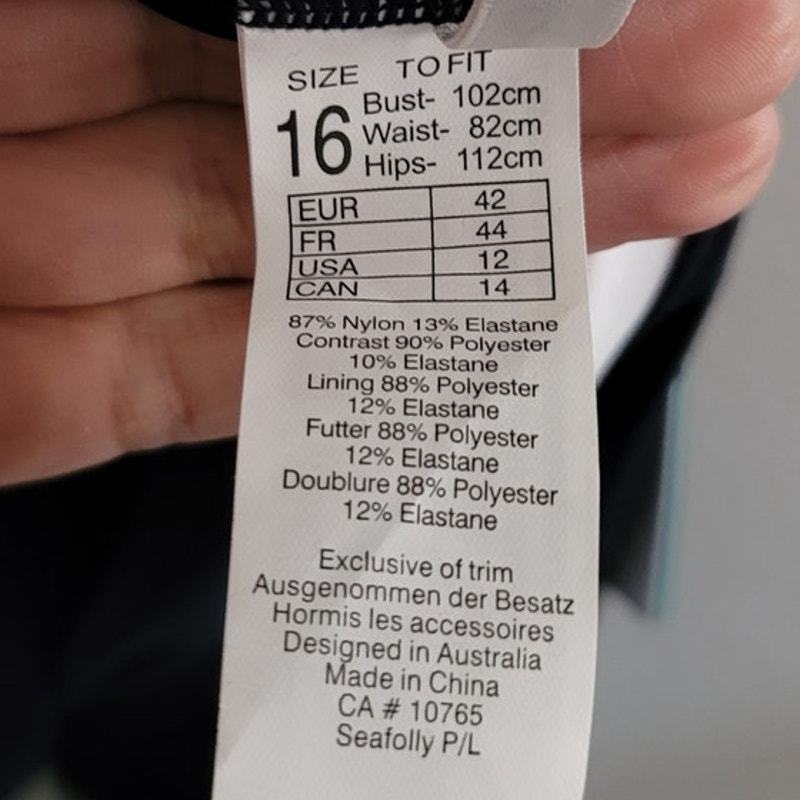 SIZE TO FIT
16 Bust- 102cm
Waist- 82cm
Hips- 112cm
EUR 42
FR 44
USA 12
CAN 14
87% Nylon 13% Elastane
Contrast 90% Polyester
10% Elastane
Lining 88% Polyester
12% Elastane
Futter 88% Polyester
12% Elastane
Doublure 88% Polyester
12% Elastane
Exclusive of trim
Ausgenommen der Besatz
Hormis les accessoires
Designed in Australia
Made in China
CA # 10765
Seafolly P/L